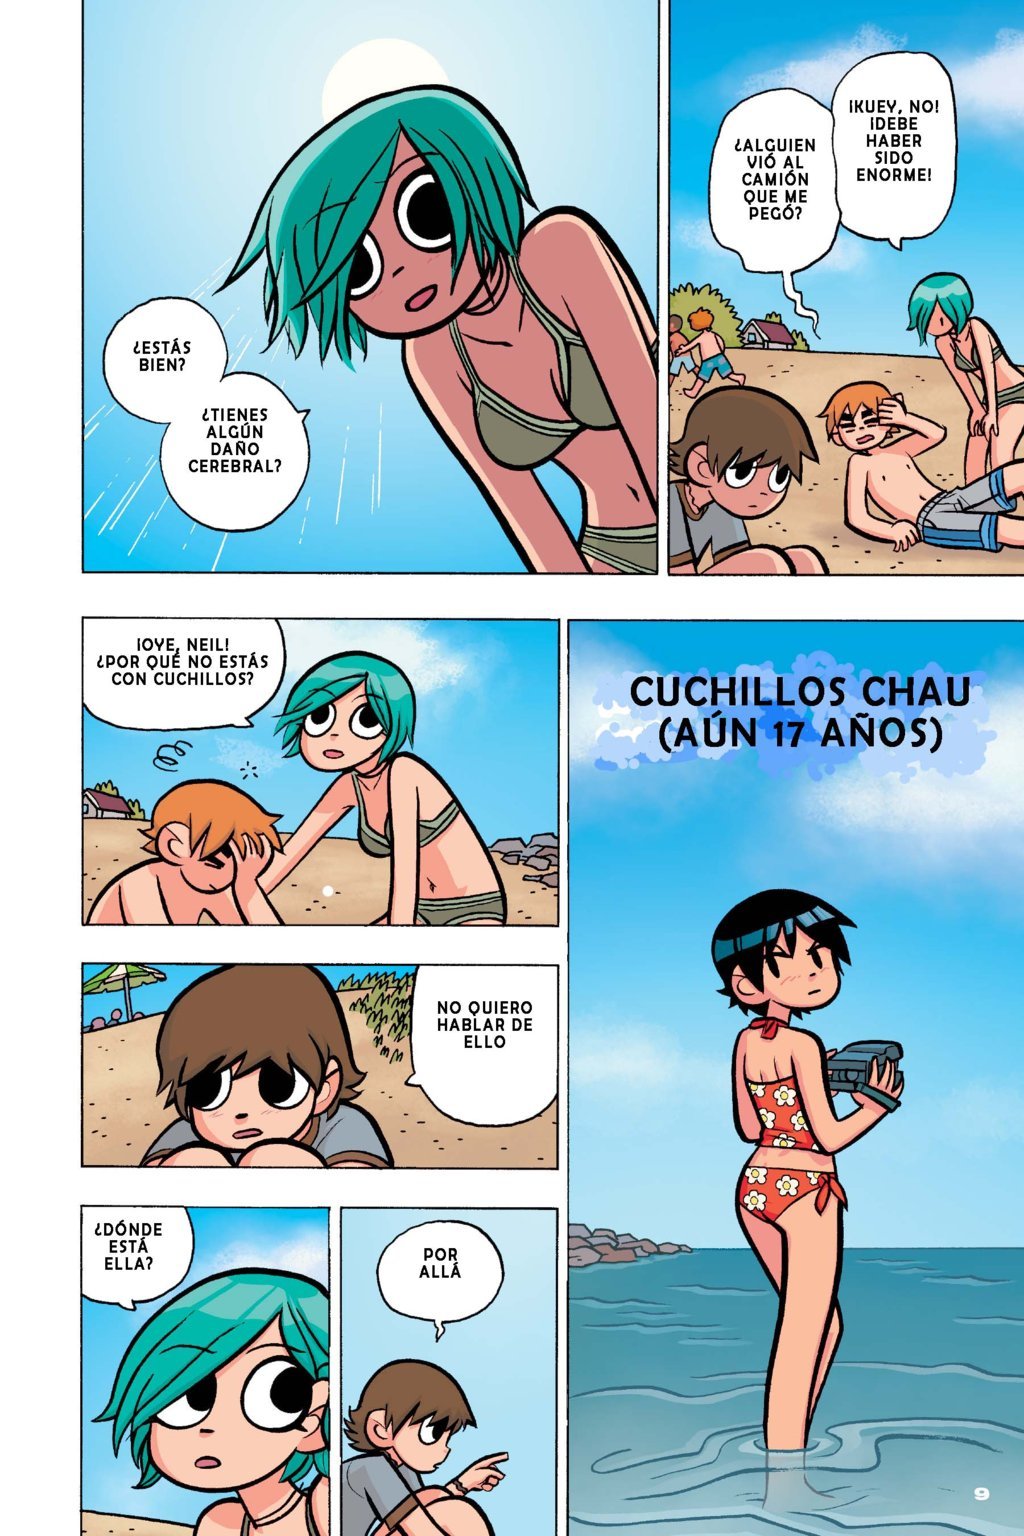 ¿ESTÁS
BIEN?
¿TIENES
ALGÚN
DAÑO
CEREBRAL?
¿ALGUIEN
VIÓ AL
CAMIÓN
QUE ME
PEGÓ?
¡KUEY, NO!
¡DEBE
HABER
SIDO
ENORME!
¡OYE, NEIL!
¿POR QUÉ NO ESTÁS
CON CUCHILLOS?
NO QUIERO
HABLAR DE
ELLO
¿DÓNDE
ESTÁ
ELLA?
POR
ALLÁ
CUCHILLOS CHAU
(AÚN 17 AÑOS)
9